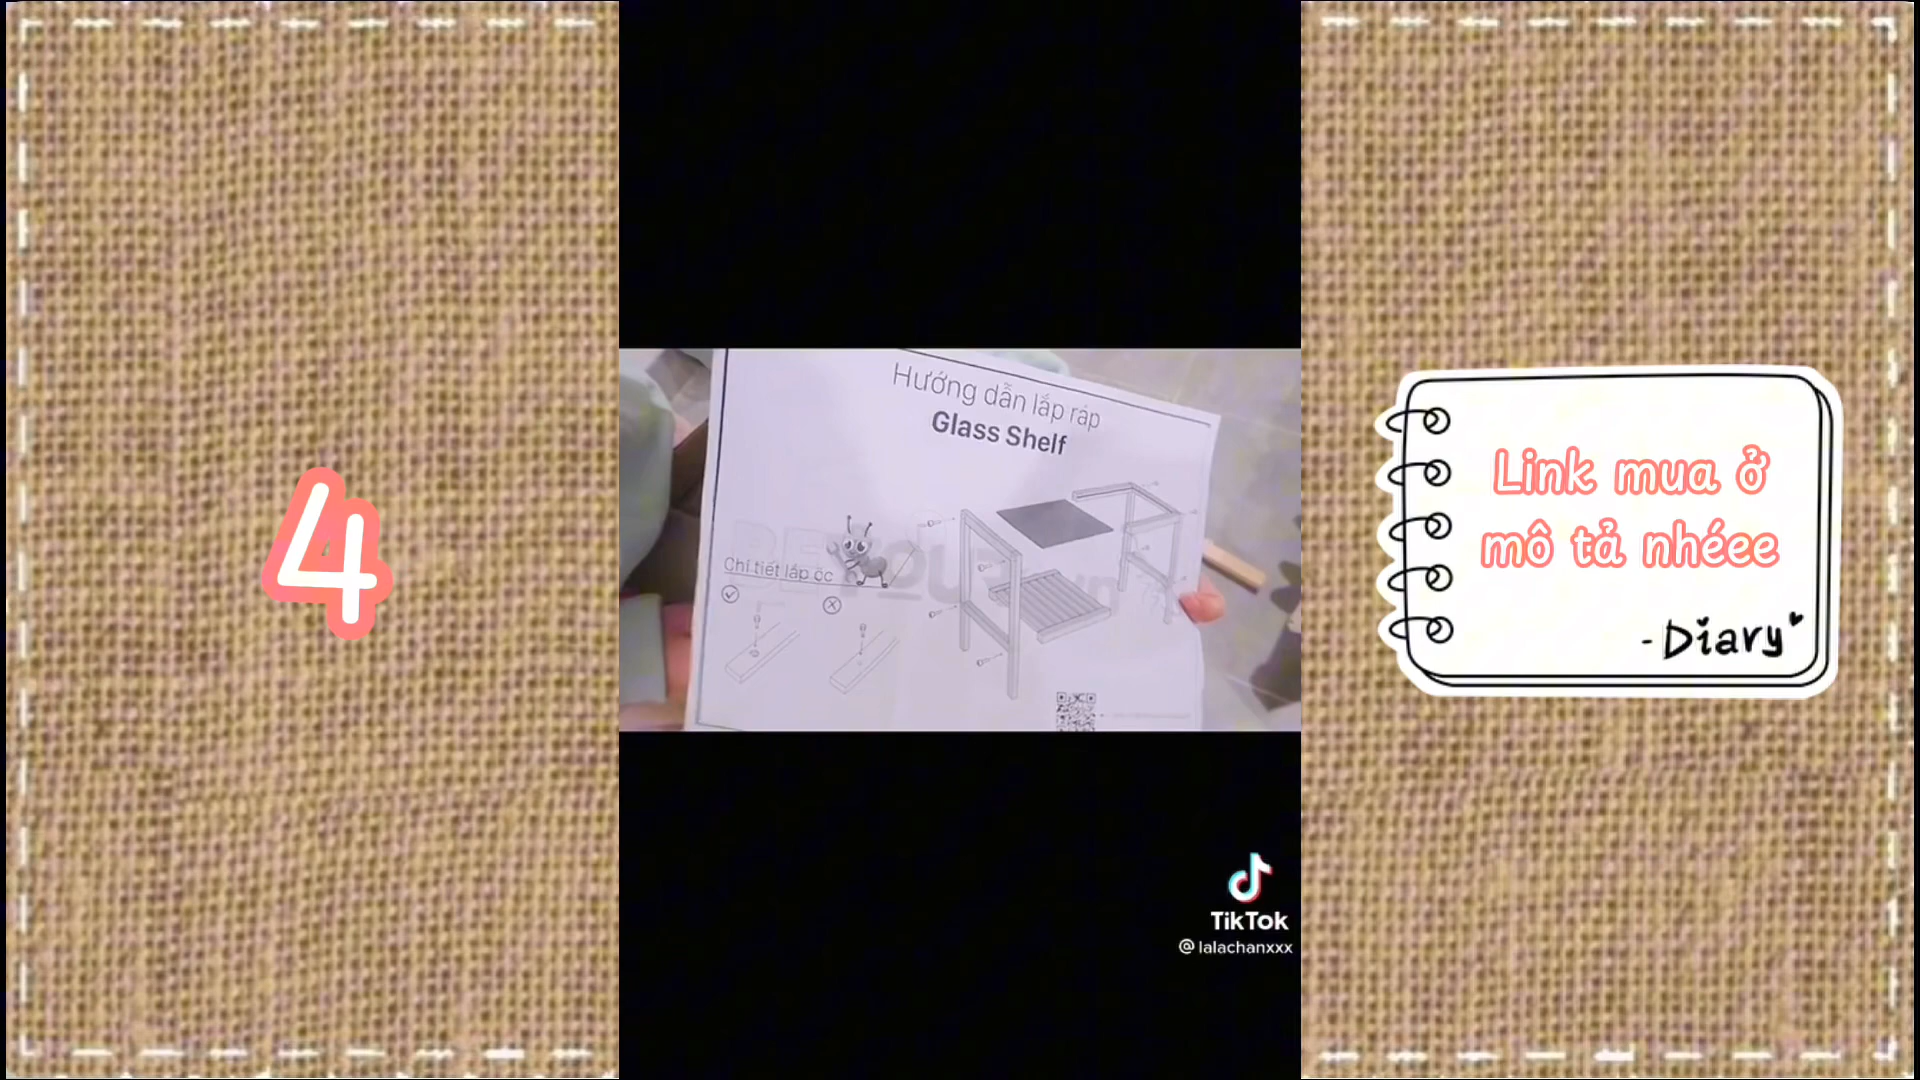 4
Hướng dẫn lắp ráp
Glass Shelf
Chi tiết lắp ốc
Link mua ở
mô tả nhéee
- Diary
TikTok
@lalachanxxx